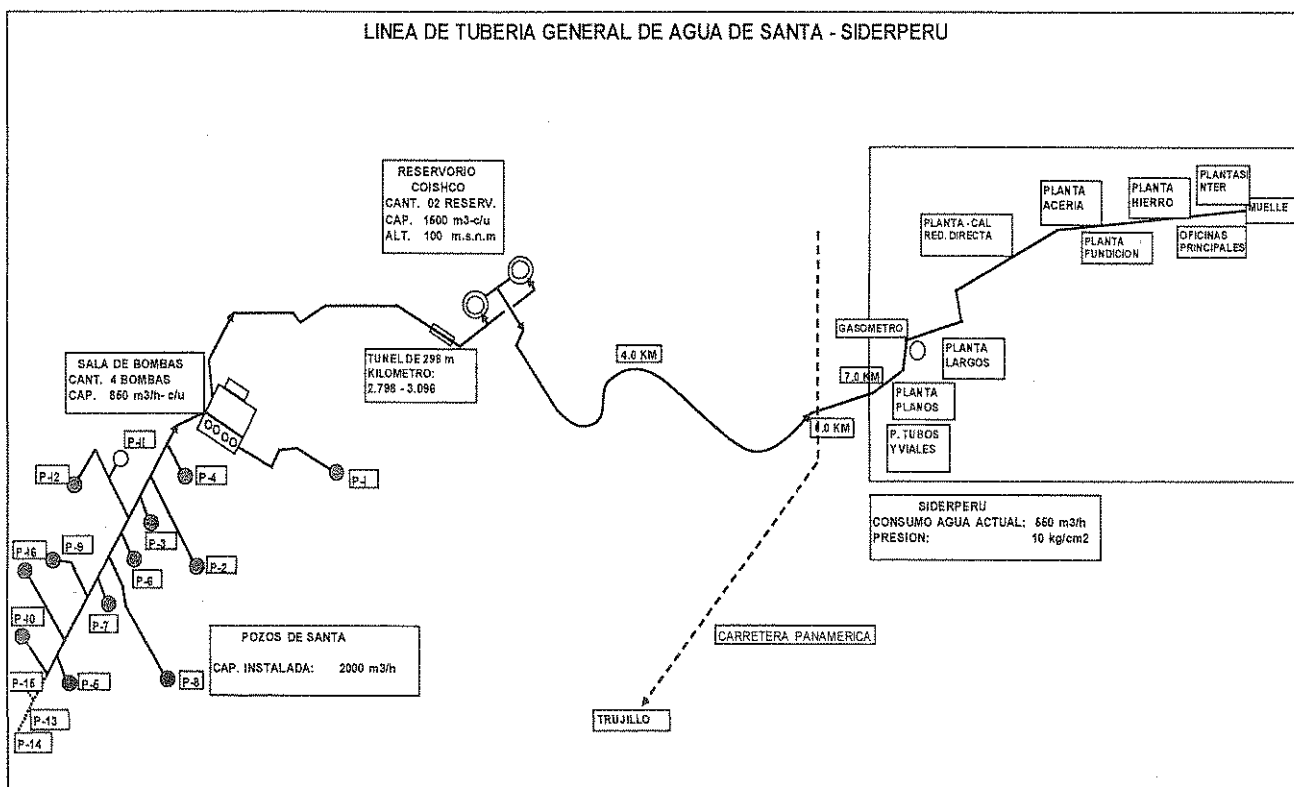 LINEA DE TUBERIA GENERAL DE AGUA DE SANTA - SIDERPERU
RESERVORIO
COISHCO
CANT. 02 RESERV.
CAP. 1500 m3-c/u
ALT. 100 m.s.n.m
PLANTA
ACERIA
PLANTA
HIERRO
PLANTASI
NTER
MUELLE
PLANTA - CAL
RED. DIRECTA
PLANTA
FUNDICION
OFICINAS
PRINCIPALES
GASOMETRO
PLANTA
LARGOS
SALA DE BOMBAS
CANT. 4 BOMBAS
CAP. 850 m3/h- c/u
TUNEL DE 298 m
KILOMETRO:
2.798 - 3.096
4.0 KM
7.0 KM
PLANTA
PLANOS
P. TUBOS
Y VIALES
P-11
P-12
P-4
P-1
P-3
P-9
P-16
P-6
P-2
P-7
P-10
P-5
P-8
P-15
P-13
P-14
SIDERPERU
CONSUMO AGUA ACTUAL: 550 m3/h
PRESION: 10 kg/cm2
POZOS DE SANTA
CAP. INSTALADA: 2000 m3/h
CARRETERA PANAMERICA
TRUJILLO